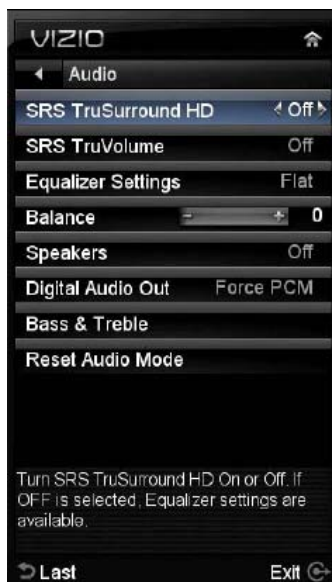 VIZIO
Audio
SRS TruSurround HD Off
SRS TruVolume Off
Equalizer Settings Flat
Balance - + 0
Speakers Off
Digital Audio Out Force PCM
Bass & Treble
Reset Audio Mode
Turn SRS TruSurround HD On or Off. If
OFF is selected, Equalizer settings are
available.
Last Exit